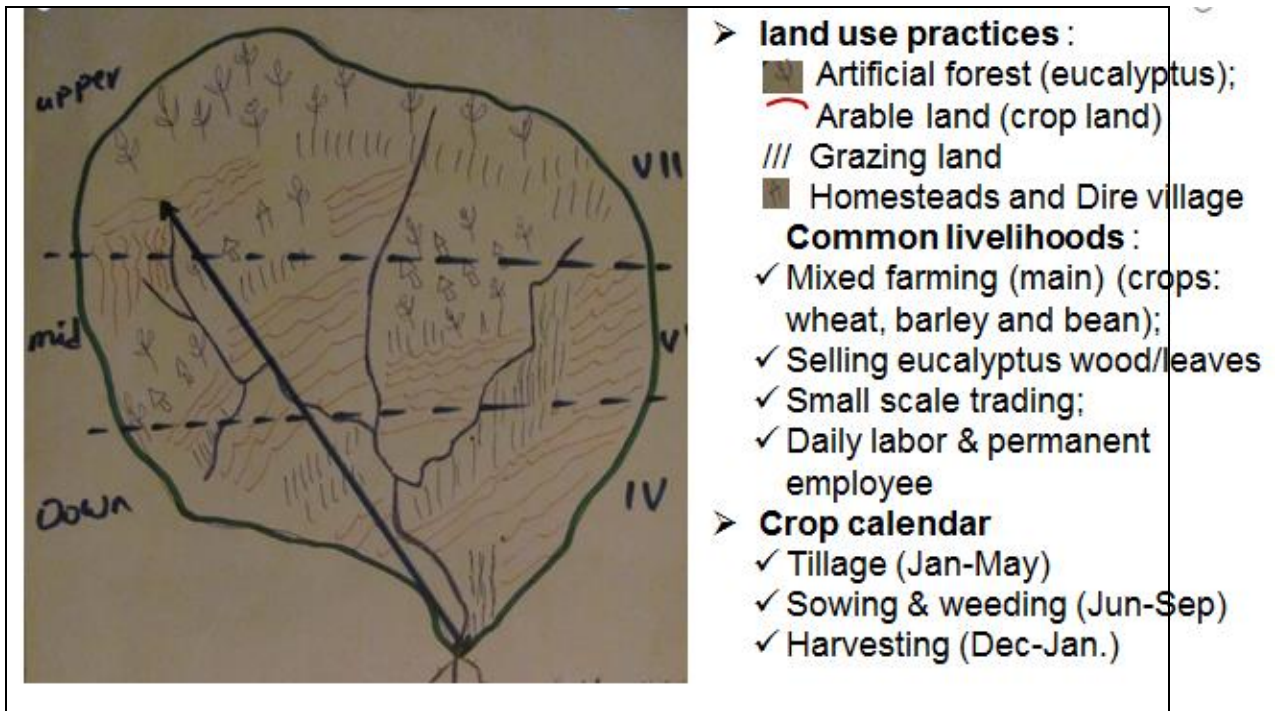 upper
VII
mid
V
Down
IV
➢ land use practices :
Artificial forest (eucalyptus);
Arable land (crop land)
/// Grazing land
Homesteads and Dire village
Common livelihoods :
✓ Mixed farming (main) (crops:
wheat, barley and bean);
✓ Selling eucalyptus wood/leaves
✓ Small scale trading;
✓ Daily labor & permanent
employee
➢ Crop calendar
✓ Tillage (Jan-May)
✓ Sowing & weeding (Jun-Sep)
✓ Harvesting (Dec-Jan.)